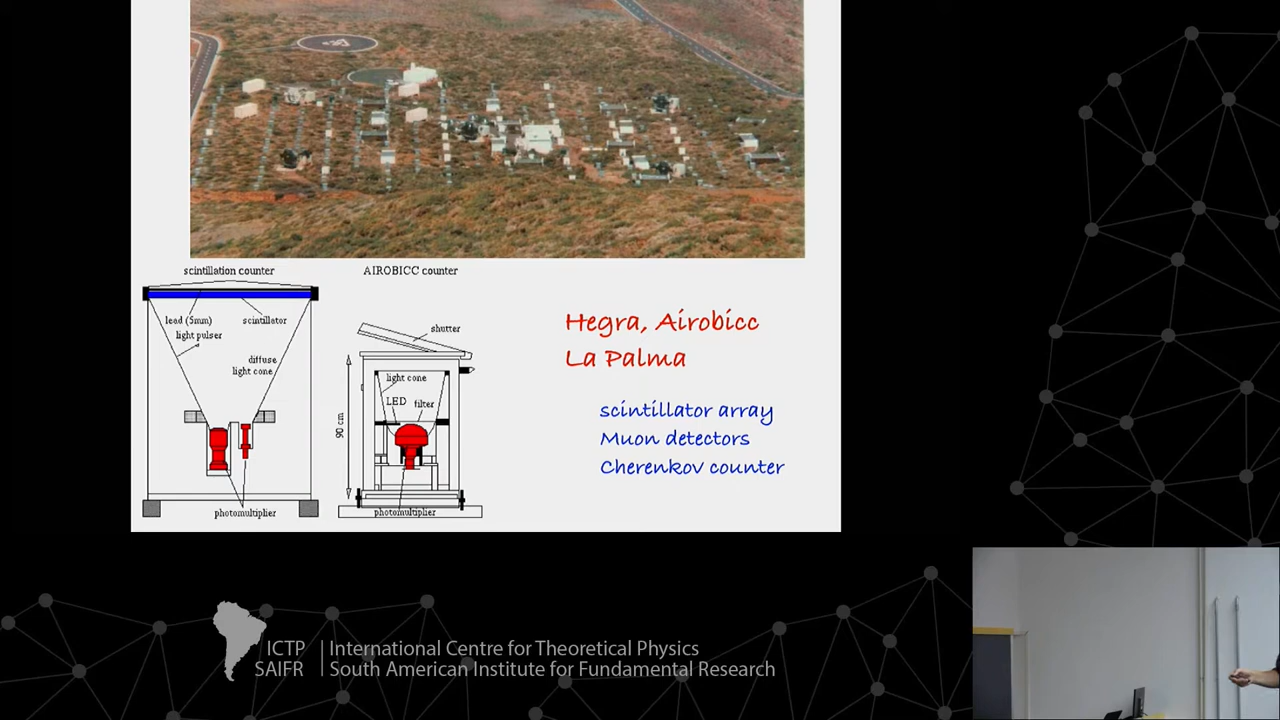 scintillation counter
AIROBICC counter
lead (5mm)
scintillator
light pulser
diffuse
light cone
photomultiplier
shutter
light cone
LED
filter
90 cm
photomultiplier
Hegra, Airobicc
La Palma
scintillator array
Muon detectors
Cherenkov counter
ICTP
SAIFR
International Centre for Theoretical Physics
South American Institute for Fundamental Research